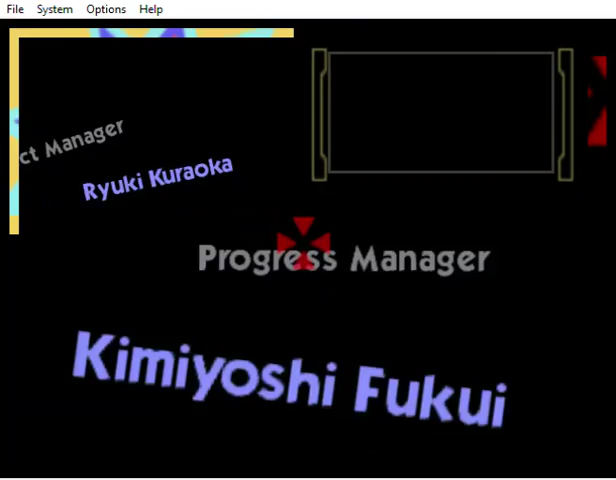 File System Options Help
ct Manager
Ryuki Kuraoka
Progress Manager
Kimiyoshi Fukui